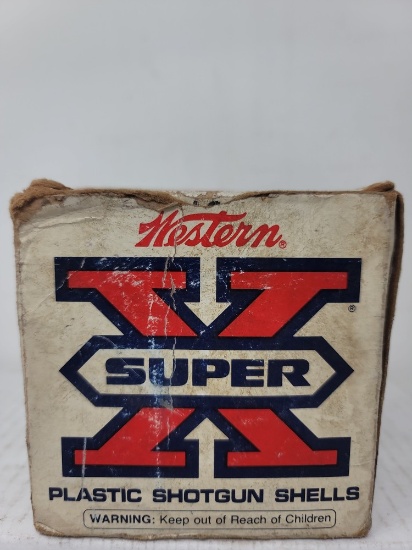 Western®
X®
SUPER
PLASTIC SHOTGUN SHELLS
WARNING: Keep out of Reach of Children